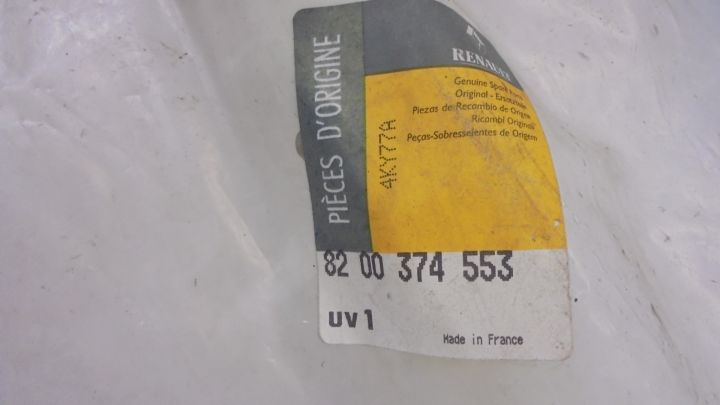 PIÈCES D'ORIGINE
RENAULT
Genuine Spare Parts
Original - Ersatzteile
Piezas de Recambio de Origen
Ricambi Originali
Peças-Sobresselentes de Origem
4KY77A
82 00 374 553
UV1
Made in France